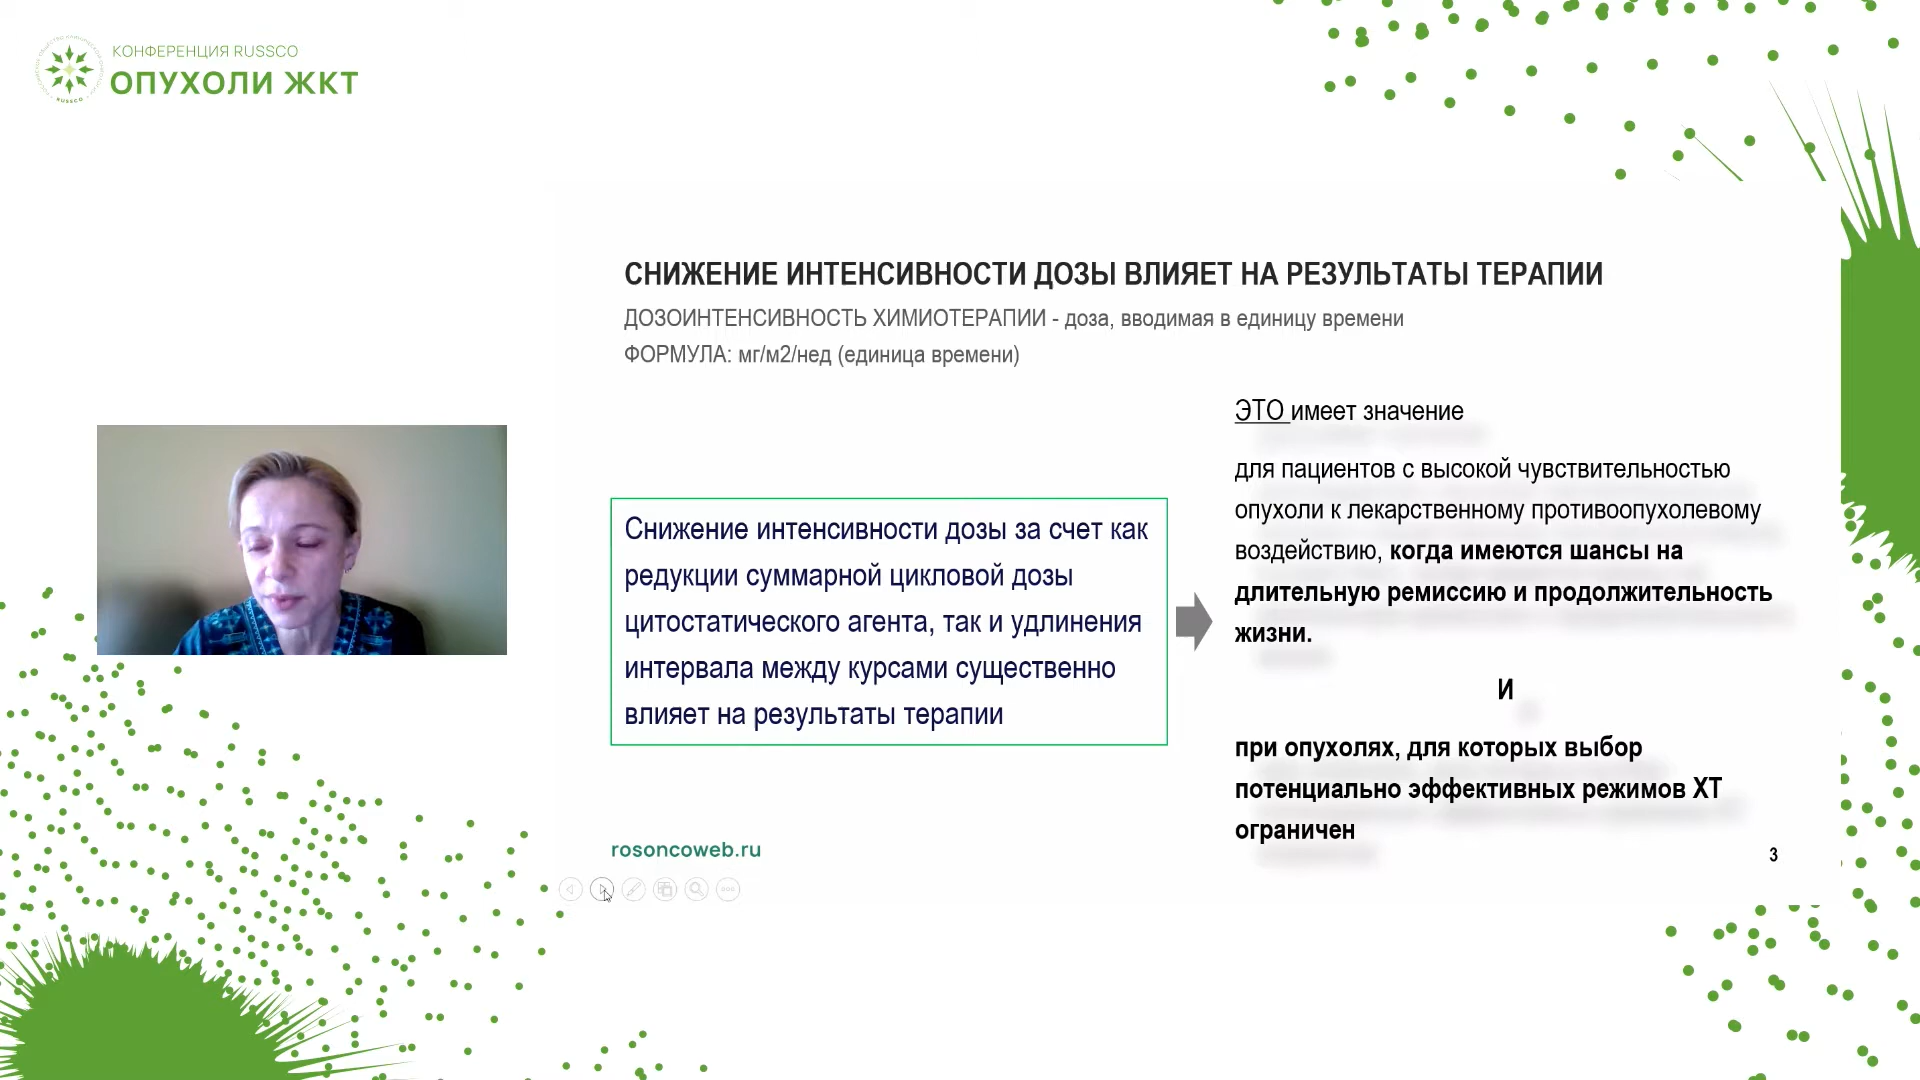 КОНФЕРЕНЦИЯ RUSSCO
ОПУХОЛИ ЖКТ
RUSSCO
СНИЖЕНИЕ ИНТЕНСИВНОСТИ ДОЗЫ ВЛИЯЕТ НА РЕЗУЛЬТАТЫ ТЕРАПИИ
ДОЗОИНТЕНСИВНОСТЬ ХИМИОТЕРАПИИ - доза, вводимая в единицу времени
ФОРМУЛА: мг/м2/нед (единица времени)
Снижение интенсивности дозы за счет как
редукции суммарной цикловой дозы
цитостатического агента, так и удлинения
интервала между курсами существенно
влияет на результаты терапии
ЭТО имеет значение
для пациентов с высокой чувствительностью
опухоли к лекарственному противоопухолевому
воздействию, когда имеются шансы на
длительную ремиссию и продолжительность
жизни.
И
при опухолях, для которых выбор
потенциально эффективных режимов ХТ
ограничен
rosoncoweb.ru
3